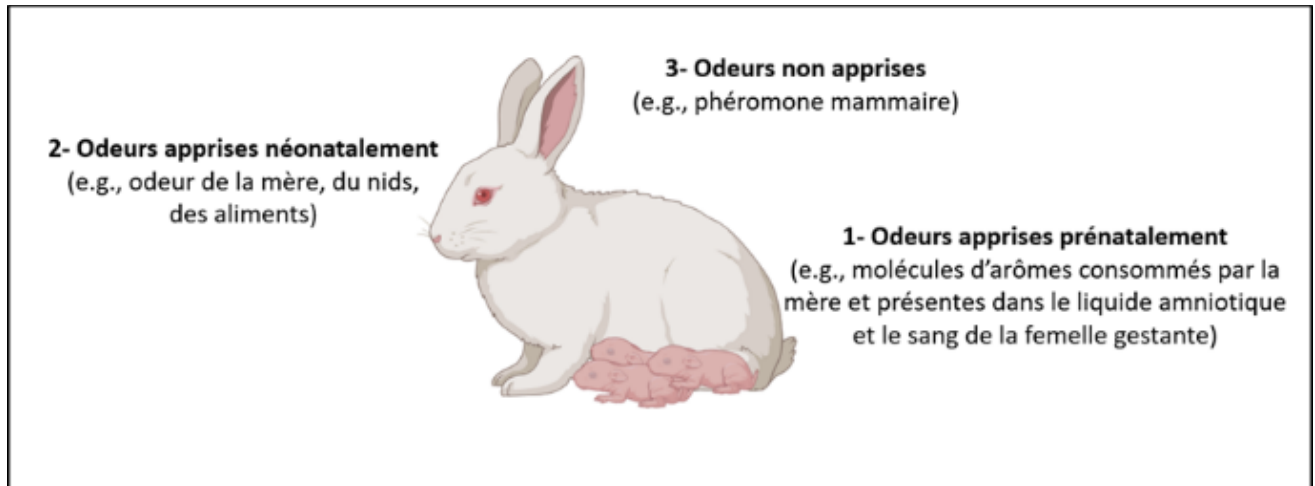 3- Odeurs non apprises
(e.g., phéromone mammaire)
2- Odeurs apprises néonatalement
(e.g., odeur de la mère, du nids,
des aliments)
1- Odeurs apprises prénatalement
(e.g., molécules d’arômes consommés par la
mère et présentes dans le liquide amniotique
et le sang de la femelle gestante)